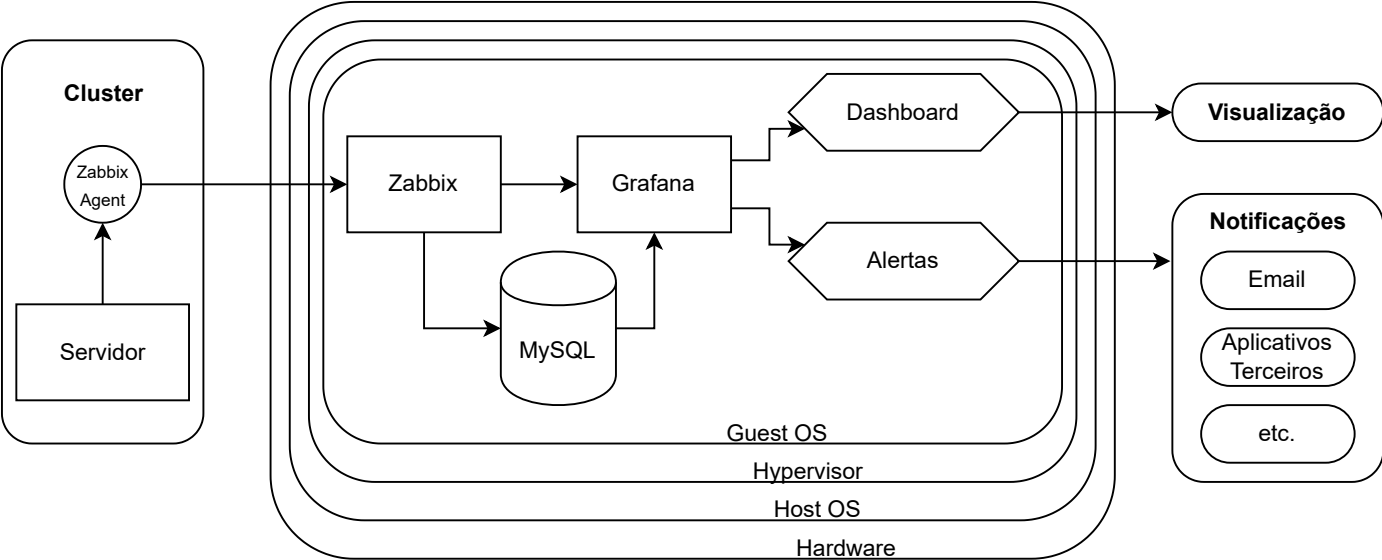 Cluster
Zabbix
Agent
Servidor
Zabbix
Grafana
MySQL
Dashboard
Alertas
Guest OS
Hypervisor
Host OS
Hardware
Visualização
Notificações
Email
Aplicativos
Terceiros
etc.